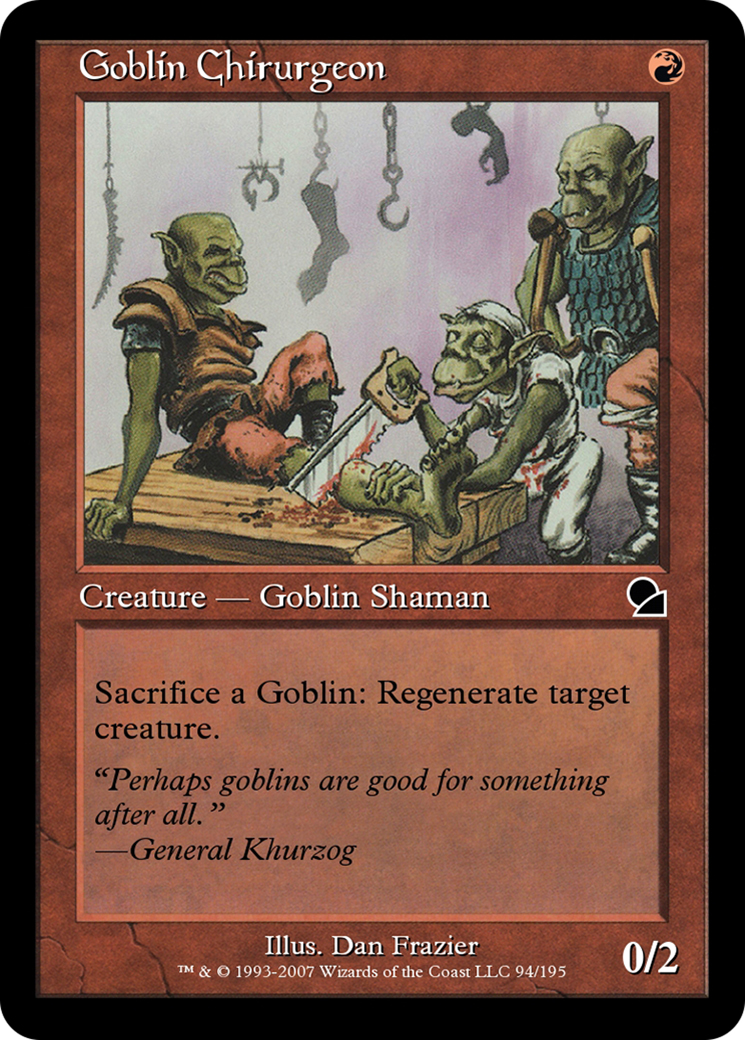 Goblin Chirurgeon
Creature — Goblin Shaman
Sacrifice a Goblin: Regenerate target
creature.
“Perhaps goblins are good for something
after all.”
—General Khurzog
Illus. Dan Frazier
™ & © 1993-2007 Wizards of the Coast LLC 94/195
0/2